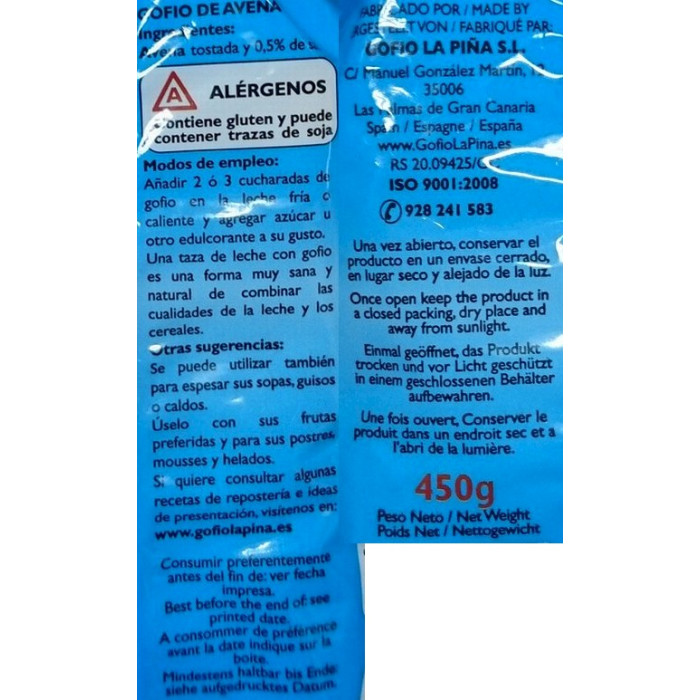 GOFIO DE AVENA
Ingredientes:
Avena tostada y 0,5% de
ALÉRGENOS
Contiene gluten y puede
contener trazas de soja
Modos de empleo:
Añadir 2 ó 3 cucharadas de
gofio en la leche fría o
caliente y agregar azúcar u
otro edulcorante a su gusto.
Una taza de leche con gofio
es una forma muy sana y
natural de combinar las
cualidades de la leche y los
cereales.
Otras sugerencias:
Se puede utilizar también
para espesar sus sopas, guisos
o caldos.
Úselo con sus frutas
preferidas y para sus postres,
mousses y helados.
Si quiere consultar algunas
recetas de repostería e ideas
de presentación, visítenos en:
www.gofiolapina.es
Consumir preferentemente
antes del fin de: ver fecha
impresa.
Best before the end of: see
printed date.
A consommer de préférence
avant la date indique sur la
boite.
Mindestens haltbar bis Ende:
siehe aufgedrucktes Datum.
FABRICADO POR / MADE BY
VON / FABRIQUÉ PAR:
GOFIO LA PIÑA S.L.
C/ Manuel González Martín,
35006
Las Palmas de Gran Canaria
Spain / Espagne / España
www.GofioLaPina.es
RS 20.09425/
ISO 9001:2008
928 241 583
Una vez abierto, conservar el
producto en un envase cerrado,
en lugar seco y alejado de la luz.
Once open keep the product in
a closed packing, dry place and
away from sunlight.
Einmal geöffnet, das Produkt
trocken und vor Licht geschützt
in einem geschlossenen Behälter
aufbewahren.
Une fois ouvert, Conserver le
produit dans un endroit sec et a
l'abri de la lumière.
450g
Peso Neto / Net Weight
Poids Net / Nettogewicht